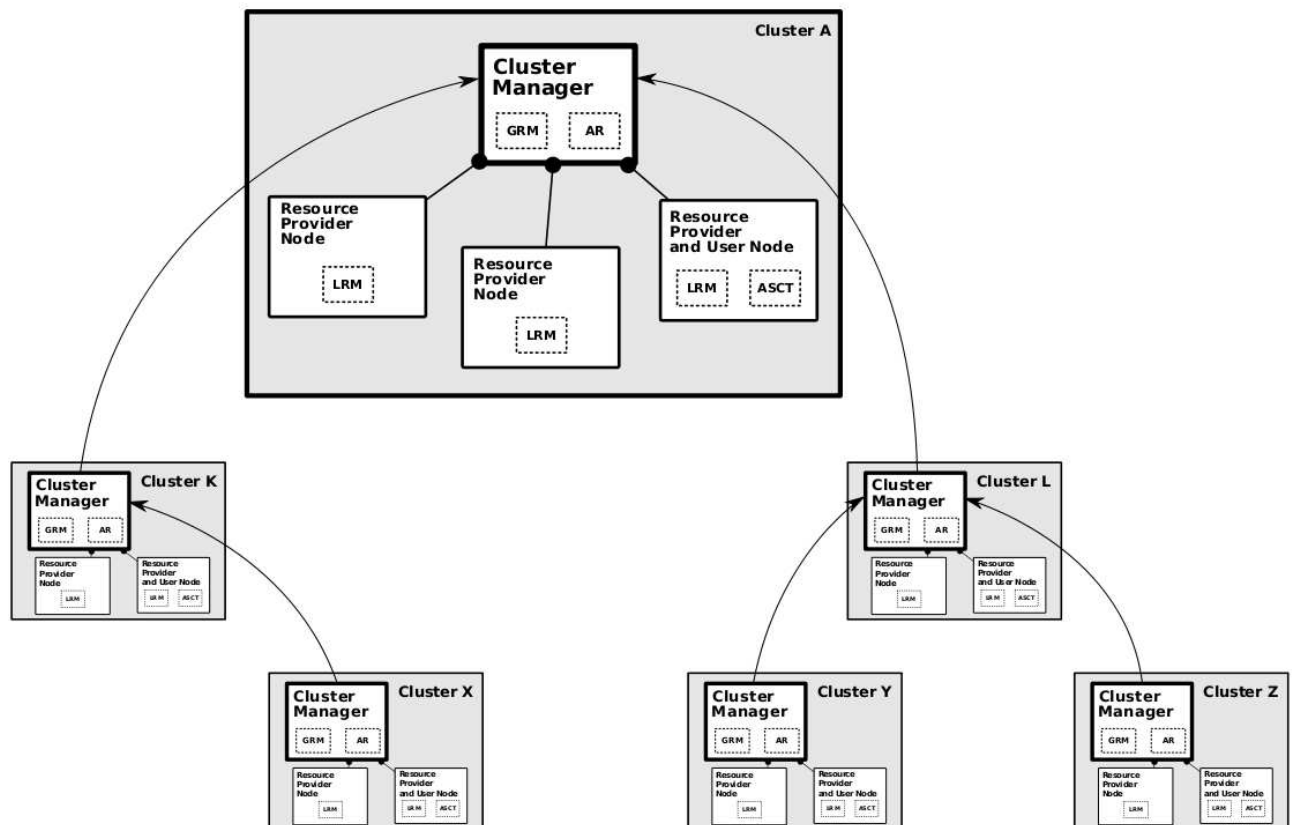 Cluster A
Cluster
Manager
GRM
AR
Resource
Provider
Node
LRM
Resource
Provider
Node
LRM
Resource
Provider
and User Node
LRM
ASCT
Cluster K
Cluster
Manager
GRM
AR
Resource
Provider
Node
LRM
Resource
Provider
and User Node
LRM
ASCT
Cluster L
Cluster
Manager
GRM
AR
Resource
Provider
Node
LRM
Resource
Provider
and User Node
LRM
ASCT
Cluster X
Cluster
Manager
GRM
AR
Resource
Provider
Node
LRM
Resource
Provider
and User Node
LRM
ASCT
Cluster Y
Cluster
Manager
GRM
AR
Resource
Provider
Node
LRM
Resource
Provider
and User Node
LRM
ASCT
Cluster Z
Cluster
Manager
GRM
AR
Resource
Provider
Node
LRM
Resource
Provider
and User Node
LRM
ASCT